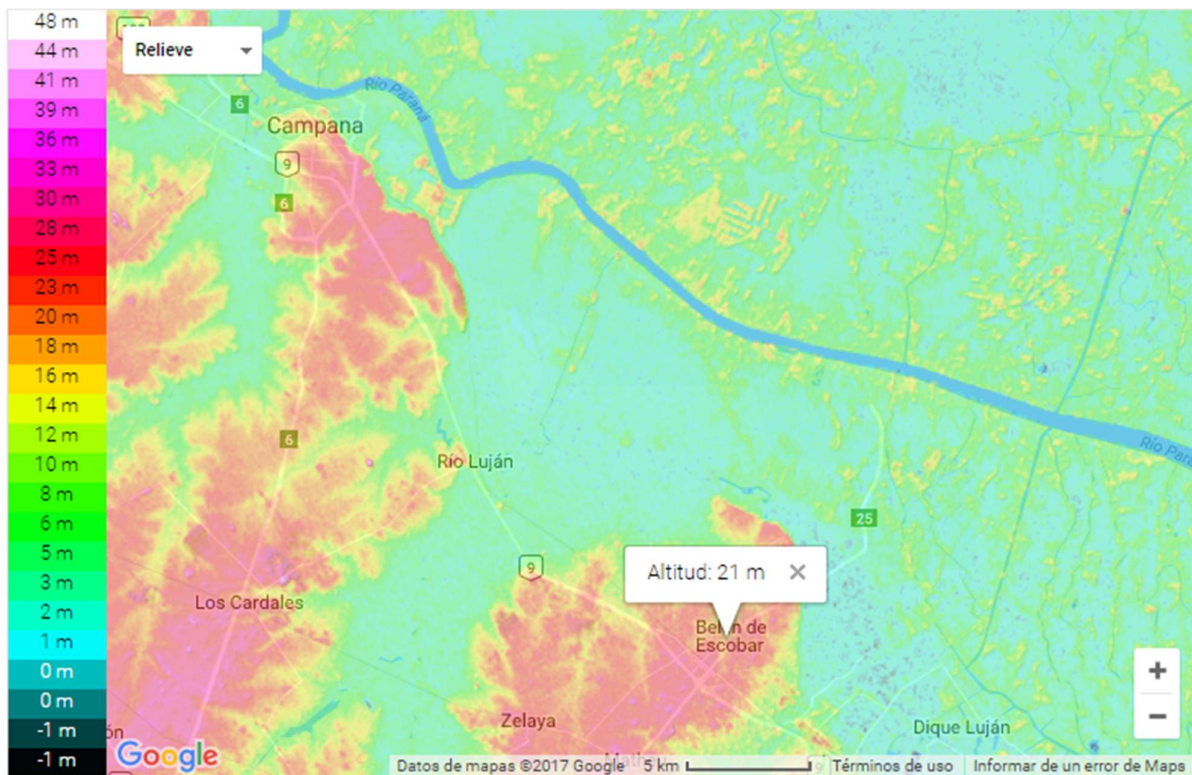 48 m
44 m
41 m
39 m
36 m
33 m
30 m
28 m
25 m
23 m
20 m
18 m
16 m
14 m
12 m
10 m
8 m
6 m
5 m
3 m
2 m
1 m
0 m
0 m
-1 m
-1 m
Relieve
6
Campana
Río Paraná
9
6
6
Río Luján
Río Para
25
9
Altitud: 21 m ×
Los Cardales
Belén de
Escobar
+
−
Zelaya
Dique Luján
ón
Google
9
Datos de mapas ©2017 Google
5 km
Términos de uso
Informar de un error de Maps